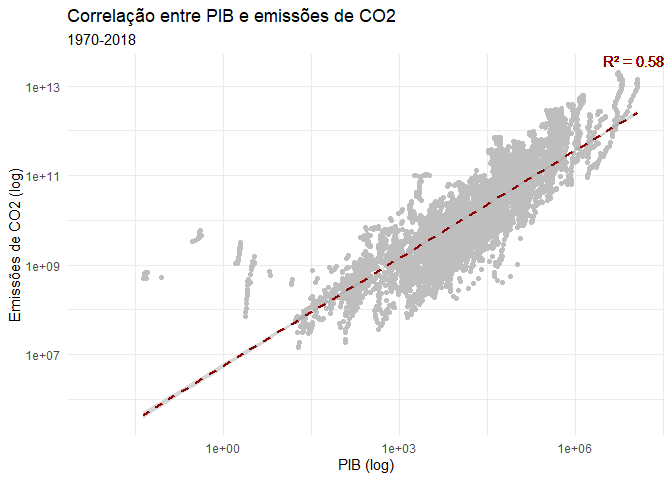 Correlação entre PIB e emissões de CO2
1970-2018
R² = 0.58
Emissões de CO2 (log)
1e+13
1e+11
1e+09
1e+07
1e+00
1e+03
1e+06
PIB (log)